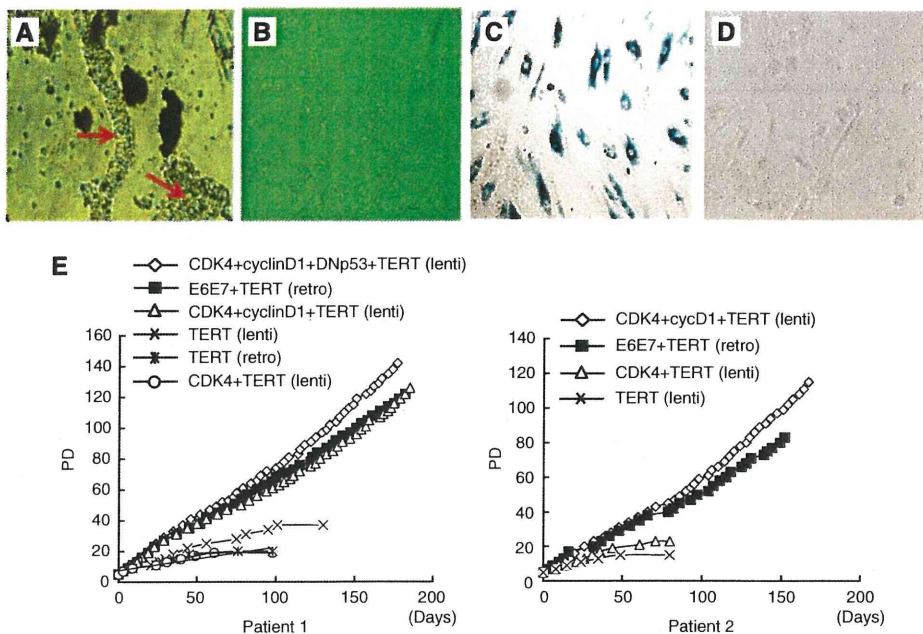 A
B
C
D
E
CDK4+cyclinD1+DNp53+TERT (lenti)
E6E7+TERT (retro)
CDK4+cyclinD1+TERT (lenti)
TERT (lenti)
TERT (retro)
CDK4+TERT (lenti)
160
140
120
100
80
60
40
20
0
PD
0 50 100 150 200
(Days)
Patient 1
CDK4+cycD1+TERT (lenti)
E6E7+TERT (retro)
CDK4+TERT (lenti)
TERT (lenti)
140
120
100
80
60
40
20
0
PD
0 50 100 150 200
(Days)
Patient 2